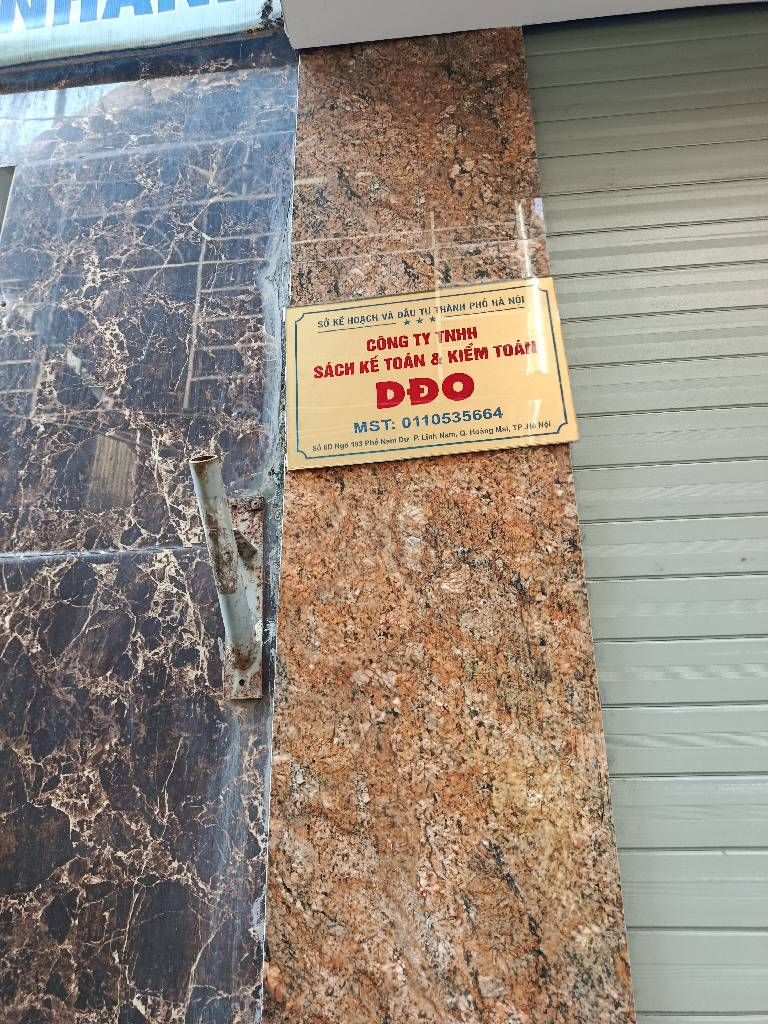 NHANH
SỞ KẾ HOẠCH VÀ ĐẦU TƯ THÀNH PHỐ HÀ NỘI
CÔNG TY TNHH
SÁCH KẾ TOÁN & KIỂM TOÁN
DĐO
MST: 0110535664
Số 8D Ngõ 193 Phố Nam Dư, P. Lĩnh Nam, Q. Hoàng Mai, TP. Hà Nội